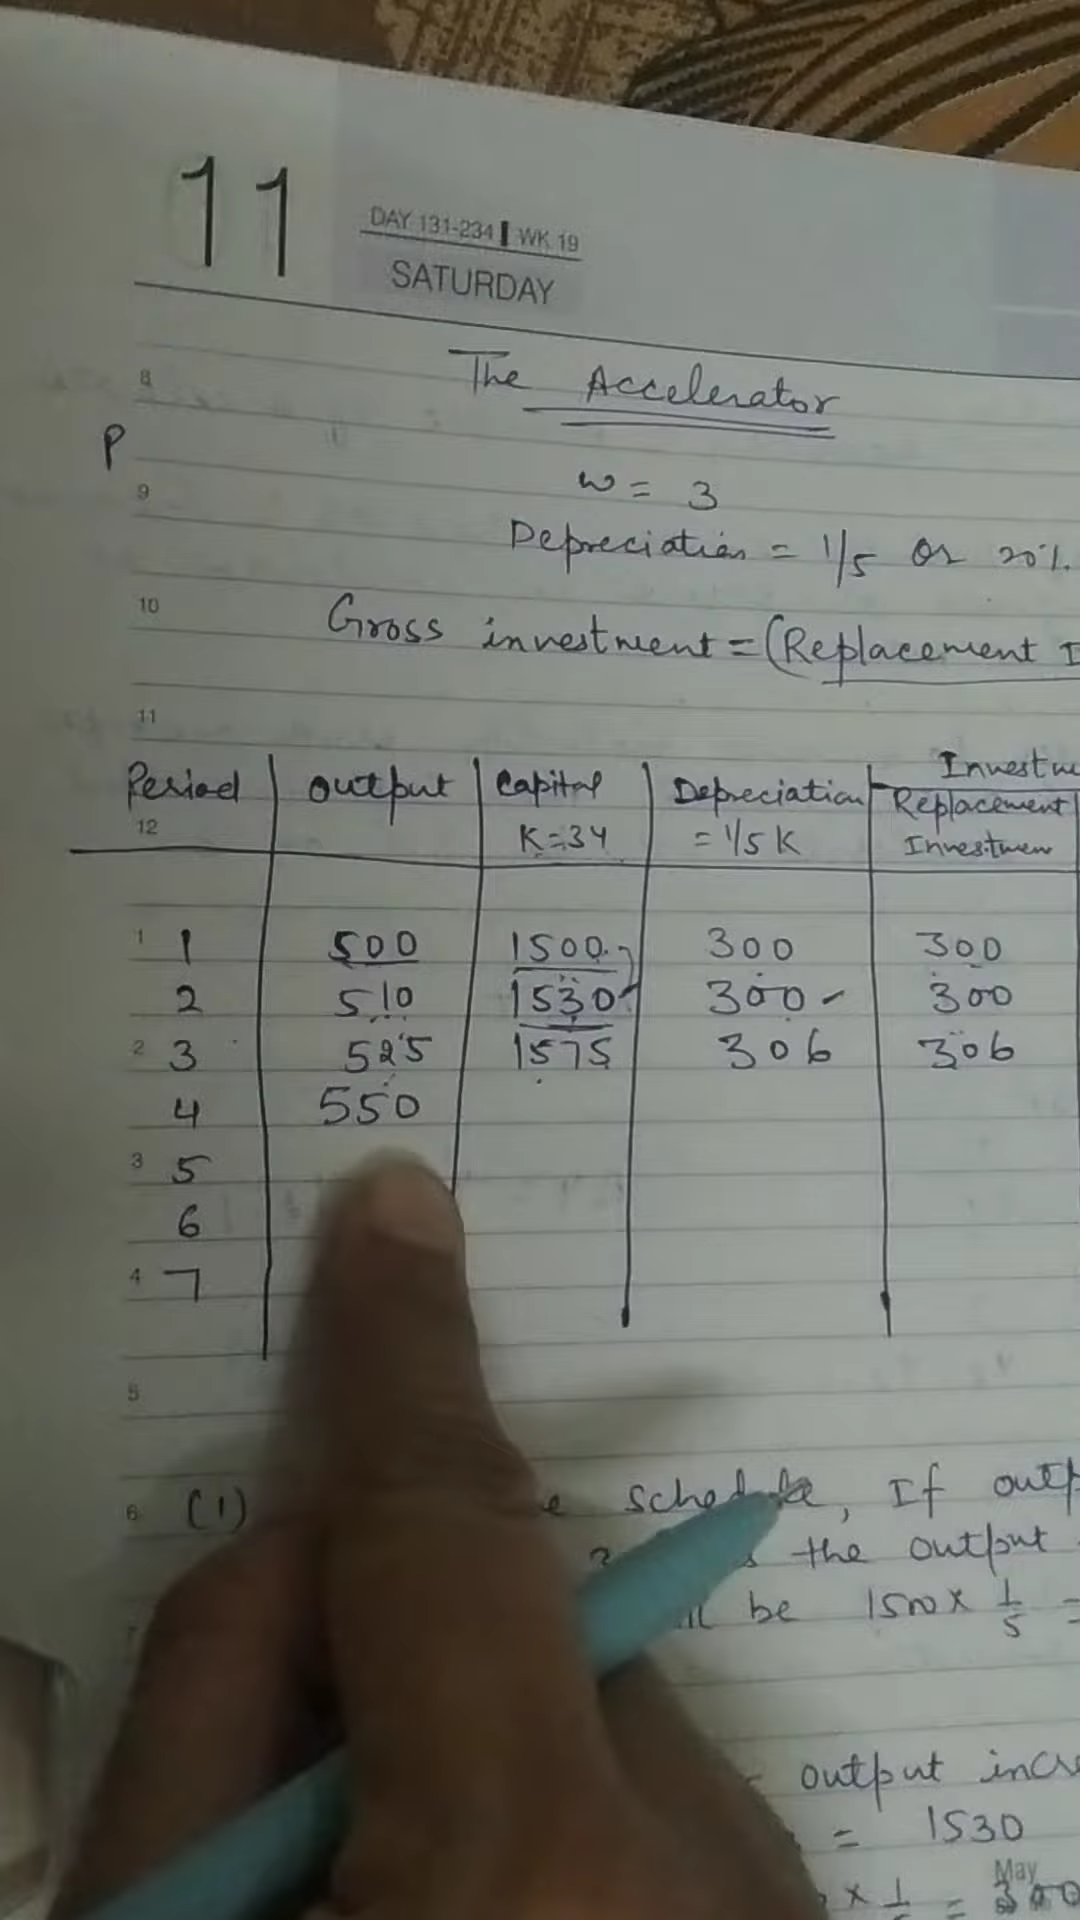 11
DAY 131-234 WK 19
SATURDAY
8
The Accelerator
P
9
w = 3
Depreciation = 1/5 or 20%.
10
Gross investment = (Replacement I
11
Period | Output | Capital | Depreciation | Investme
12 K=3Y = 1/5 K Replacement
Investmen
1 1 500 1500 300 300
2 510 1530 300 300
2 3 525 1575 306 306
4 550
3 5
6
4 7
5
6 (1) schedule, If outp
the output
7 be 1500 x 1/5 =
output incre
= 1530
May
x 1/ = 300